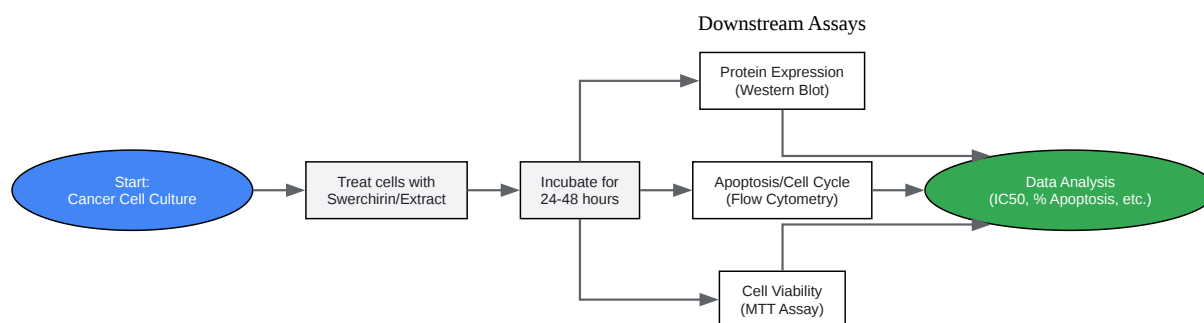 Downstream Assays
Protein Expression
(Western Blot)
Start:
Cancer Cell Culture
Treat cells with
Swerchirin/Extract
Incubate for
24-48 hours
Apoptosis/Cell Cycle
(Flow Cytometry)
Data Analysis
(IC50, % Apoptosis, etc.)
Cell Viability
(MTT Assay)